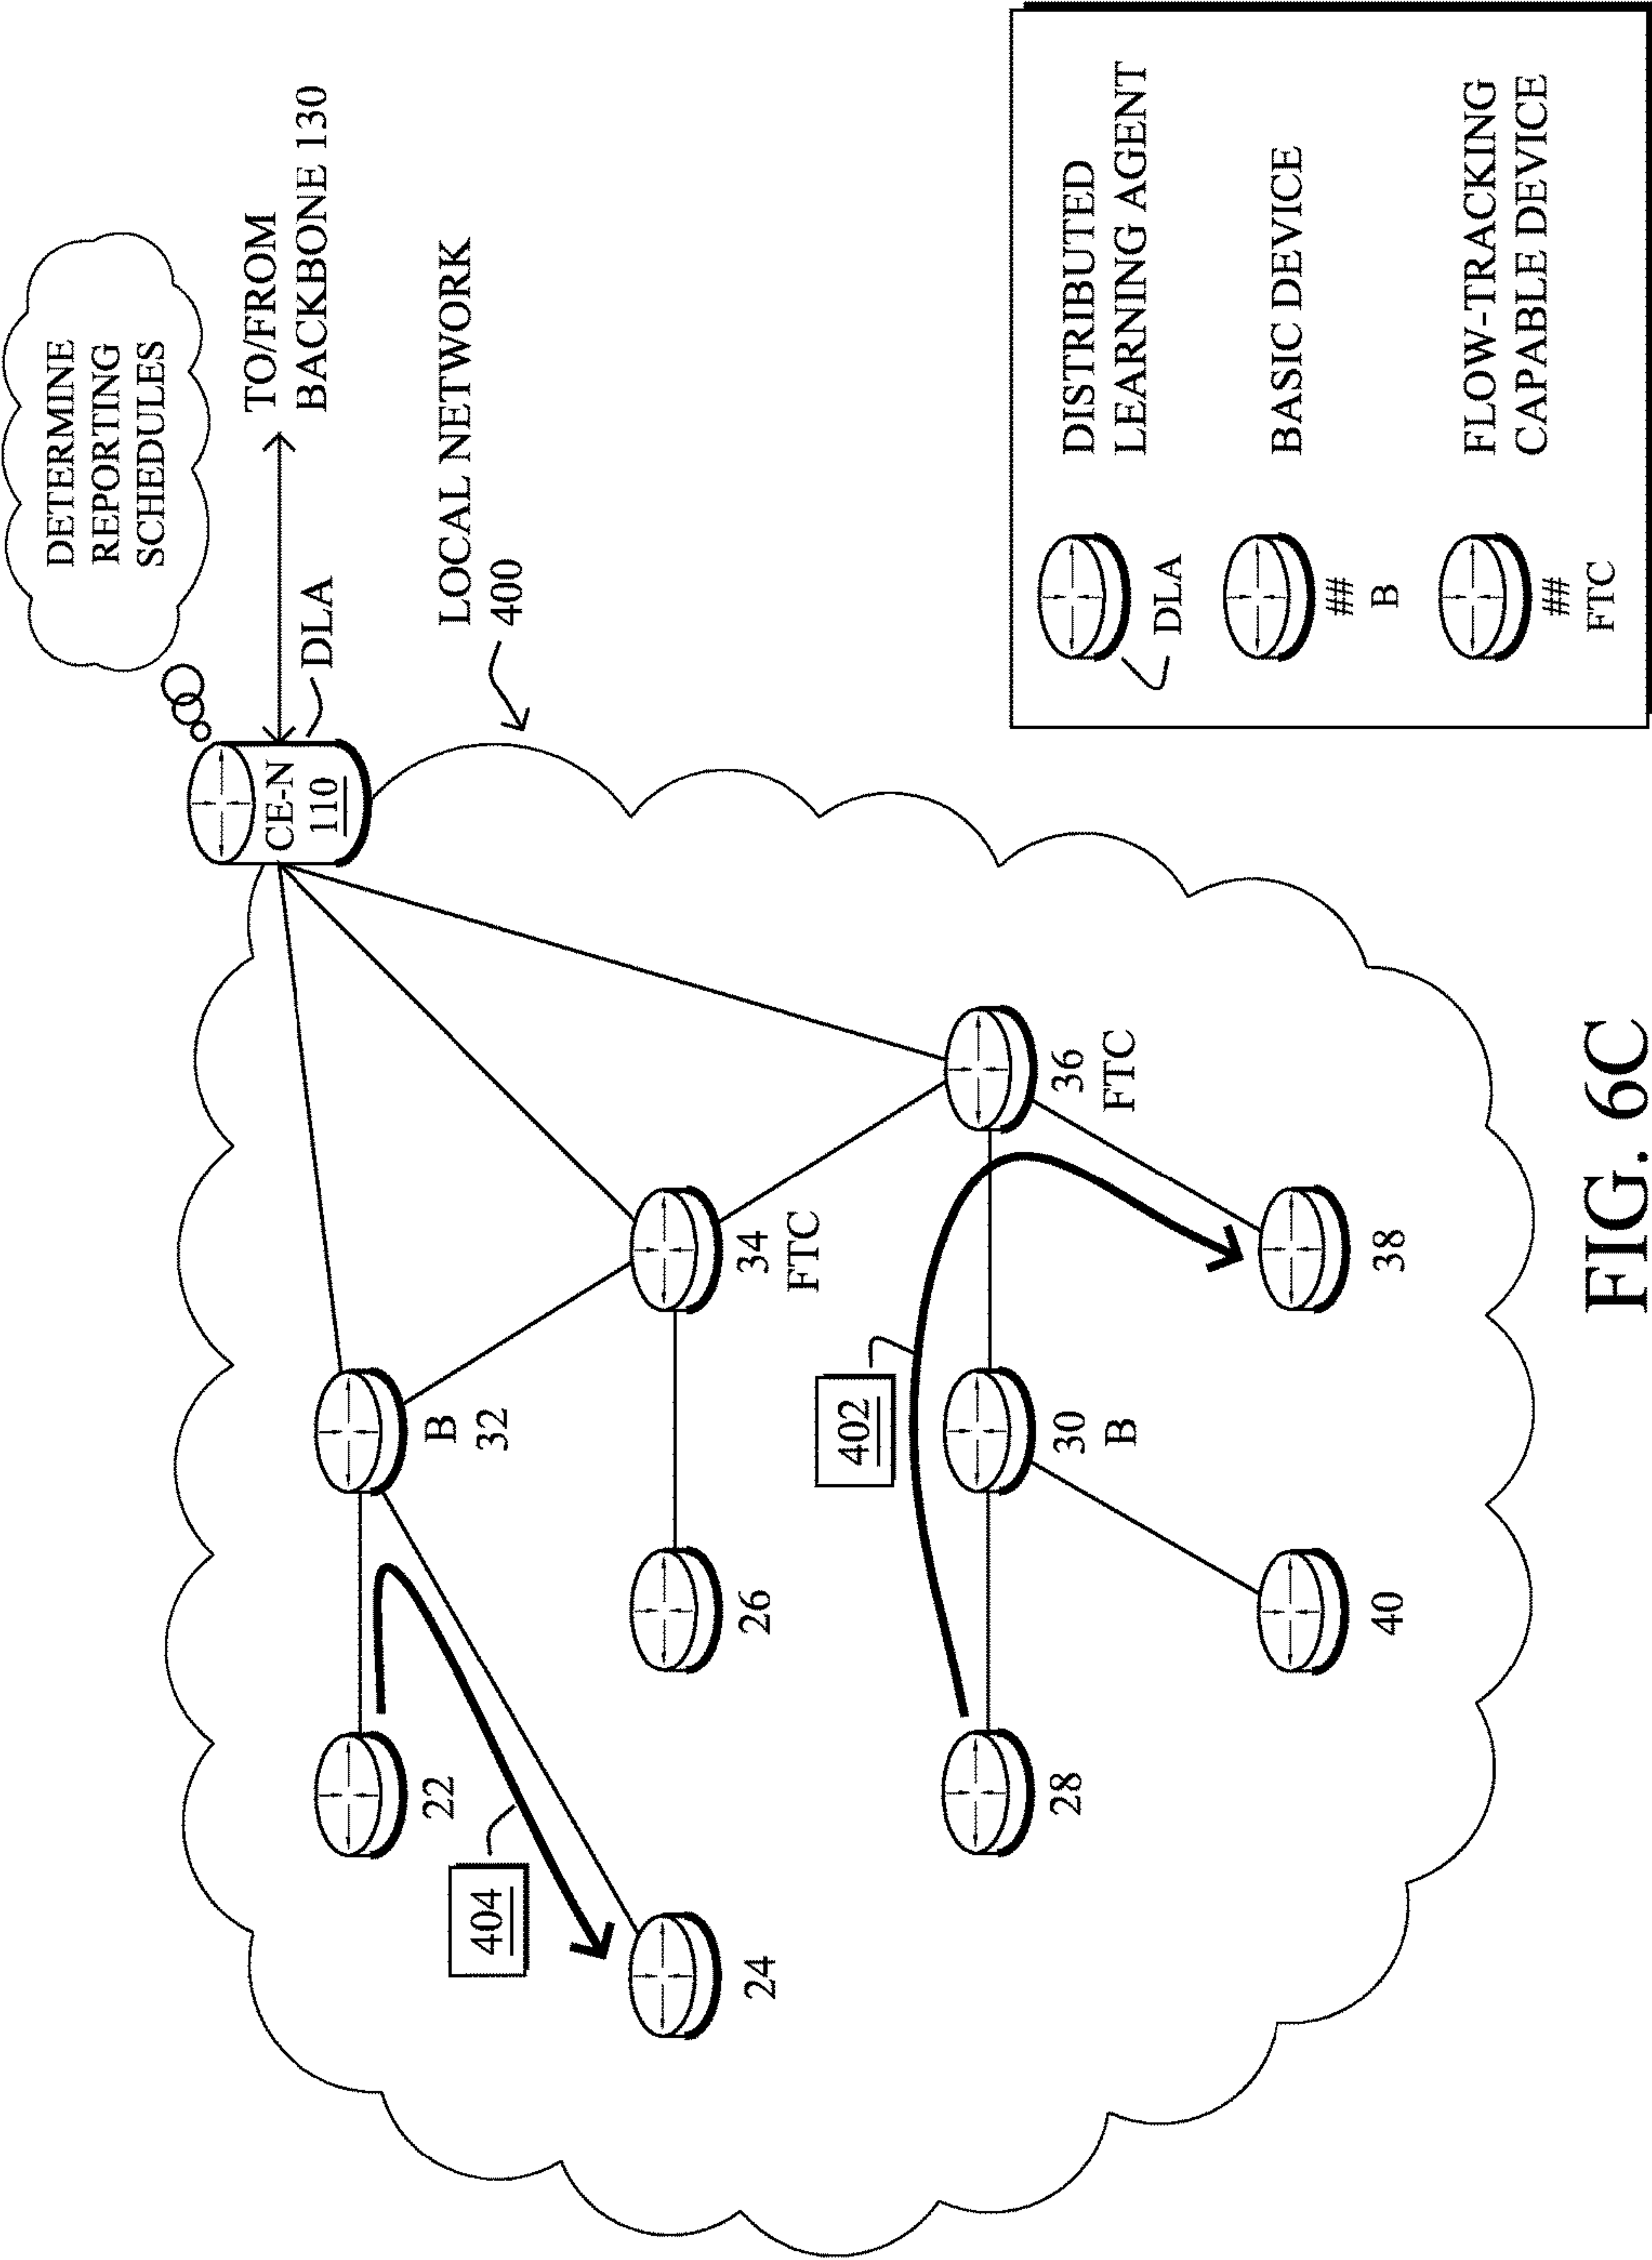 DETERMINE
REPORTING
SCHEDULES
TO/FROM
BACKBONE 130
DLA
CE-N
110
LOCAL NETWORK
400
B
32
22
404
24
34
FTC
26
402
36
FTC
30
B
28
38
40
DISTRIBUTED
LEARNING AGENT
DLA
BASIC DEVICE
##
B
FLOW-TRACKING
CAPABLE DEVICE
##
FTC
FIG. 6C